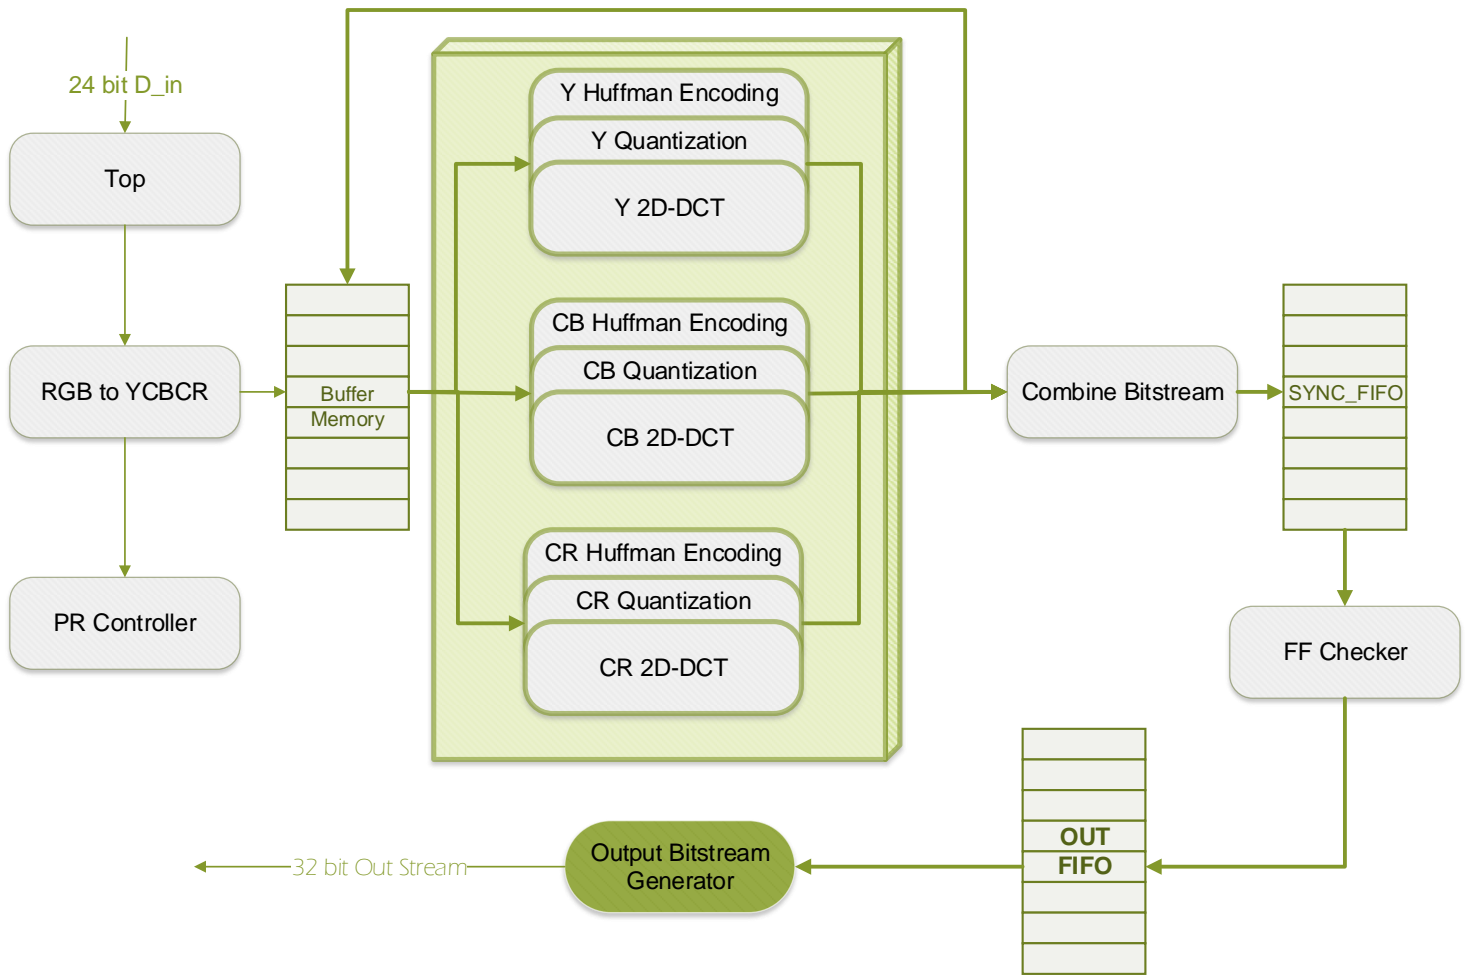 24 bit D_in
Top
RGB to YCBCR
PR Controller
Buffer
Memory
Y Huffman Encoding
Y Quantization
Y 2D-DCT
CB Huffman Encoding
CB Quantization
CB 2D-DCT
CR Huffman Encoding
CR Quantization
CR 2D-DCT
Combine Bitstream
SYNC_FIFO
FF Checker
OUT
FIFO
Output Bitstream
Generator
32 bit Out Stream